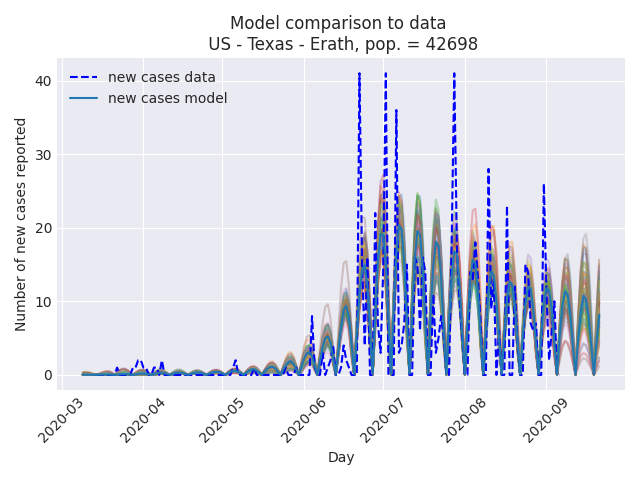 Model comparison to data
US - Texas - Erath, pop. = 42698
new cases data
new cases model
Number of new cases reported
40
30
20
10
0
2020-03
2020-04
2020-05
2020-06
2020-07
2020-08
2020-09
Day